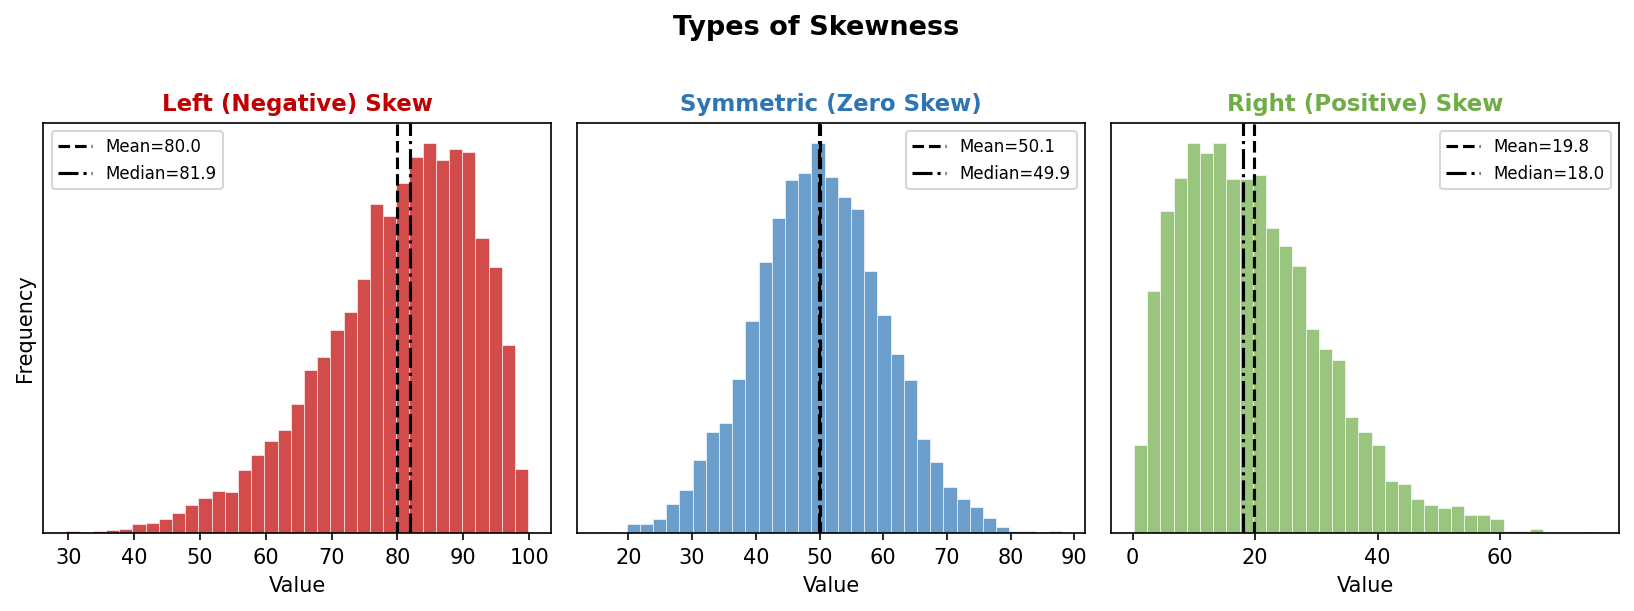 Types of Skewness
Left (Negative) Skew
Mean=80.0
Median=81.9
Frequency
30 40 50 60 70 80 90 100
Value
Symmetric (Zero Skew)
Mean=50.1
Median=49.9
20 30 40 50 60 70 80 90
Value
Right (Positive) Skew
Mean=19.8
Median=18.0
0 20 40 60
Value